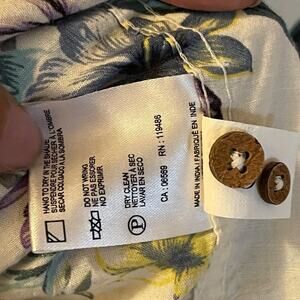 HANG TO DRY IN THE SHADE
SUSPENDRE POUR SÉCHER À L'OMBRE
SECAR COLGADO A LA SOMBRA
DO NOT WRING
NE PAS ESSORER
NO EXPRIMIR
DRY CLEAN
NETTOYER À SEC
LAVAR EN SECO
CA : 06569 RN : 119486
MADE IN INDIA / FABRIQUÉ EN INDE